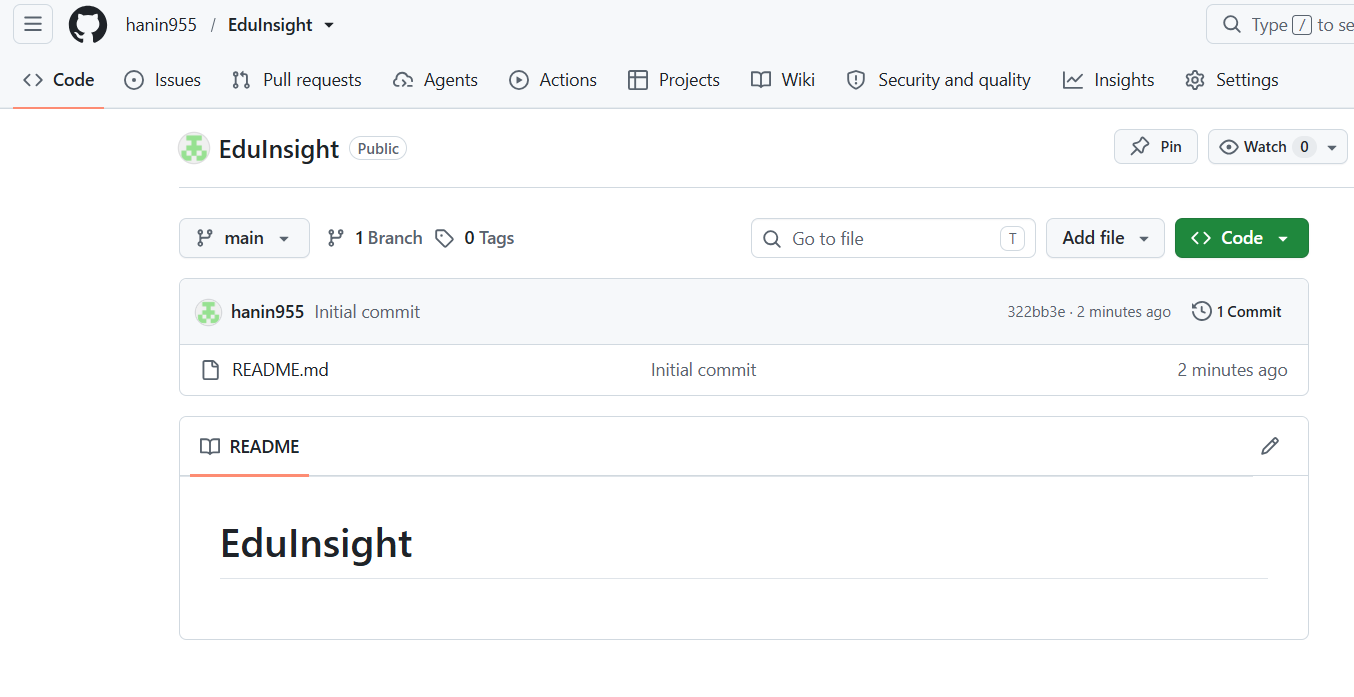 hanin955 / EduInsight
Type / to se
Code Issues Pull requests Agents Actions Projects Wiki Security and quality Insights Settings
EduInsight Public Pin Watch 0
main 1 Branch 0 Tags Go to file T Add file Code
hanin955 Initial commit 322bb3e · 2 minutes ago 1 Commit
README.md Initial commit 2 minutes ago
README
EduInsight